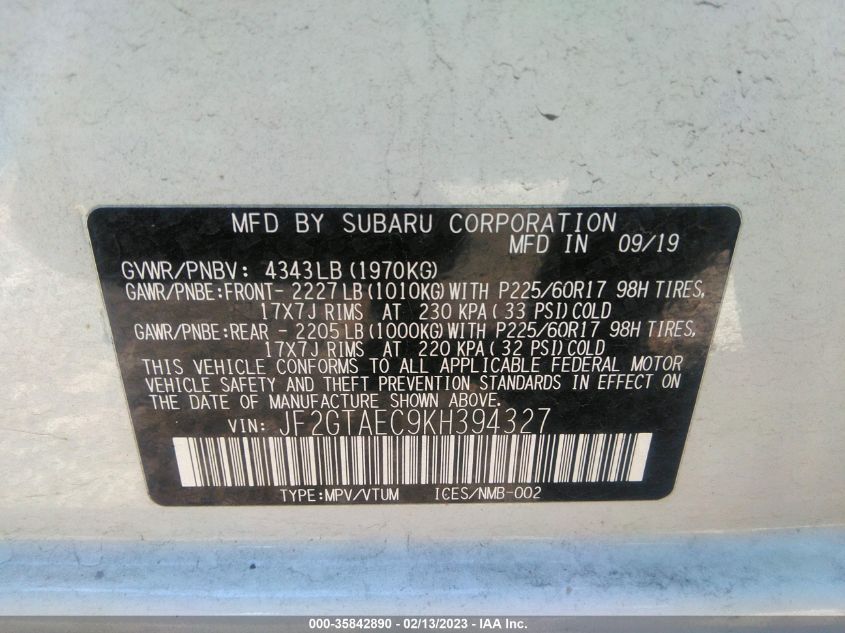 MFD BY SUBARU CORPORATION
MFD IN 09/19
GVWR/PNBV: 4343LB (1970KG)
GAWR/PNBE:FRONT- 2227LB (1010KG) WITH P225/60R17 98H TIRES,
17X7J RIMS AT 230 KPA (33 PSI) COLD
GAWR/PNBE:REAR - 2205LB (1000KG) WITH P225/60R17 98H TIRES,
17X7J RIMS AT 220 KPA (32 PSI) COLD
THIS VEHICLE CONFORMS TO ALL APPLICABLE FEDERAL MOTOR
VEHICLE SAFETY AND THEFT PREVENTION STANDARDS IN EFFECT ON
THE DATE OF MANUFACTURE SHOWN ABOVE.
VIN: JF2GTAEC9KH394327
TYPE:MPV/VTUM ICES/NMB-002
000-35842890 - 02/13/2023 - IAA Inc.